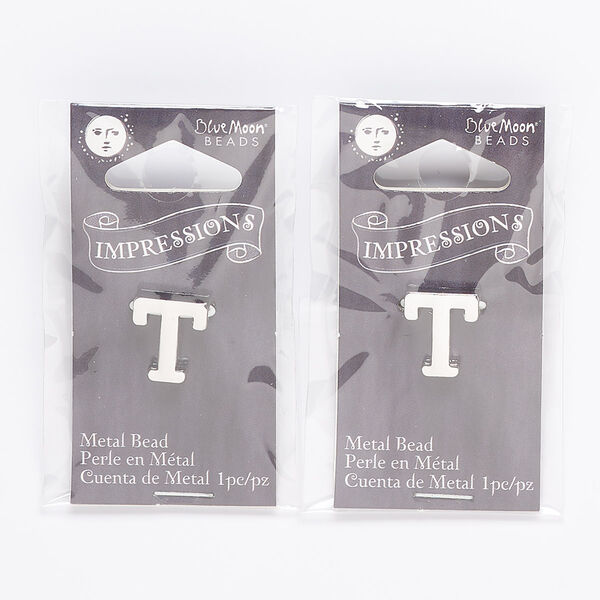 Blue Moon®
BEADS
IMPRESSIONS
T
Metal Bead
Perle en Métal
Cuenta de Metal 1pc/pz
Blue Moon®
BEADS
IMPRESSIONS
T
Metal Bead
Perle en Métal
Cuenta de Metal 1pc/pz